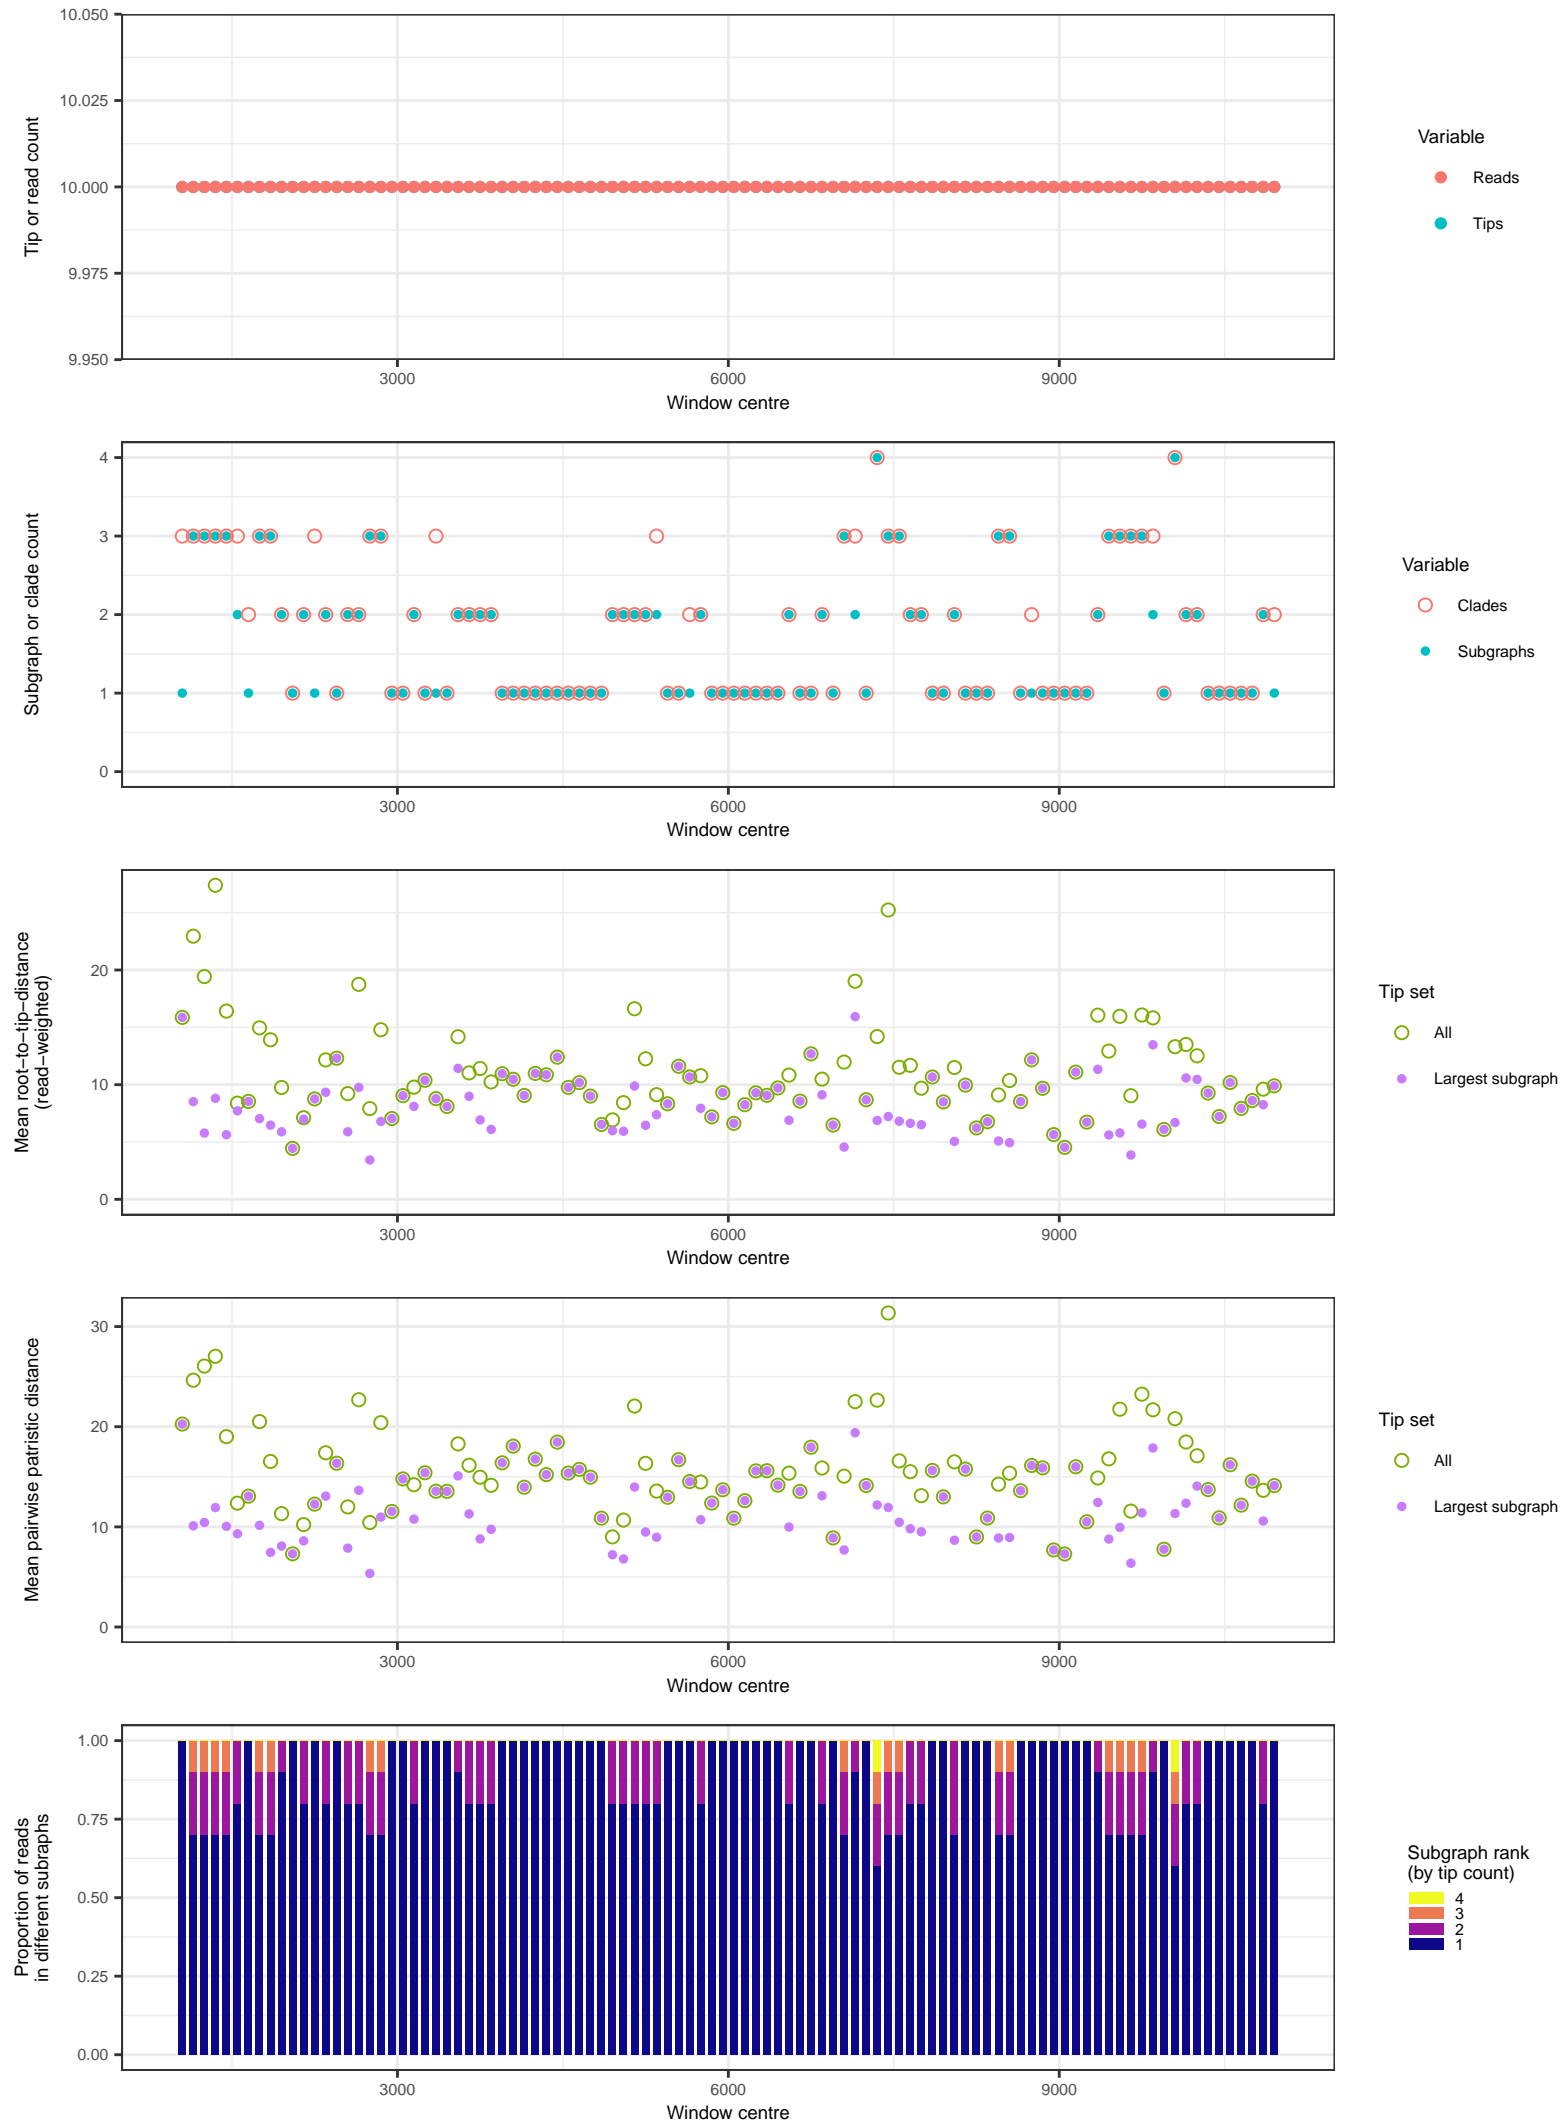 10.050
10.025
10.000
9.975
9.950
Tip or read count
3000 6000 9000
Window centre
Variable
Reads
Tips
4
3
2
1
0
Subgraph or clade count
3000 6000 9000
Window centre
Variable
Clades
Subgraphs
20
10
0
Mean root−to−tip−distance
(read−weighted)
3000 6000 9000
Window centre
Tip set
All
Largest subgraph
30
20
10
0
Mean pairwise patristic distance
3000 6000 9000
Window centre
Tip set
All
Largest subgraph
1.00
0.75
0.50
0.25
0.00
Proportion of reads
in different subraphs
3000 6000 9000
Window centre
Subgraph rank
(by tip count)
4
3
2
1